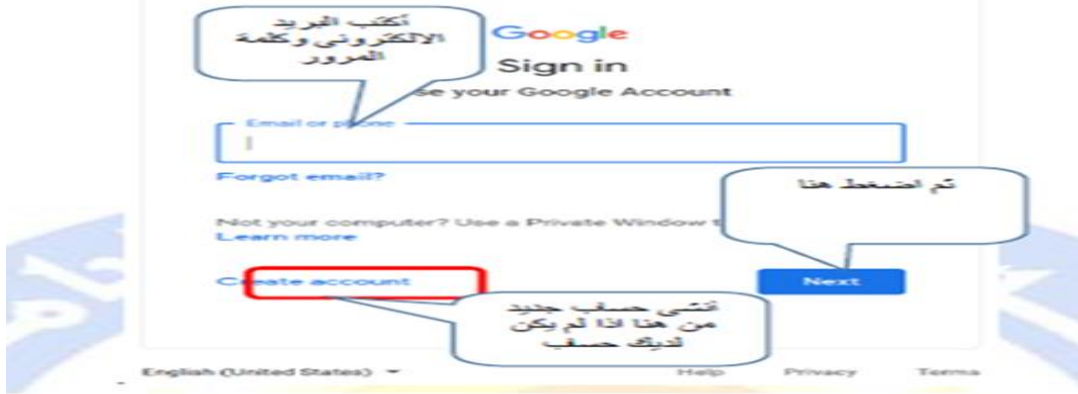 أكتب البريد
الالكتروني وكلمة
المرور
Google
Sign in
se your Google Account
Email or phone
Forgot email?
ثم اضغط هنا
Not your computer? Use a Private Window t
Learn more
Create account
Next
أنشى حساب جديد
من هنا اذا لم يكن
لديك حساب
English (United States)
Help
Privacy
Terms